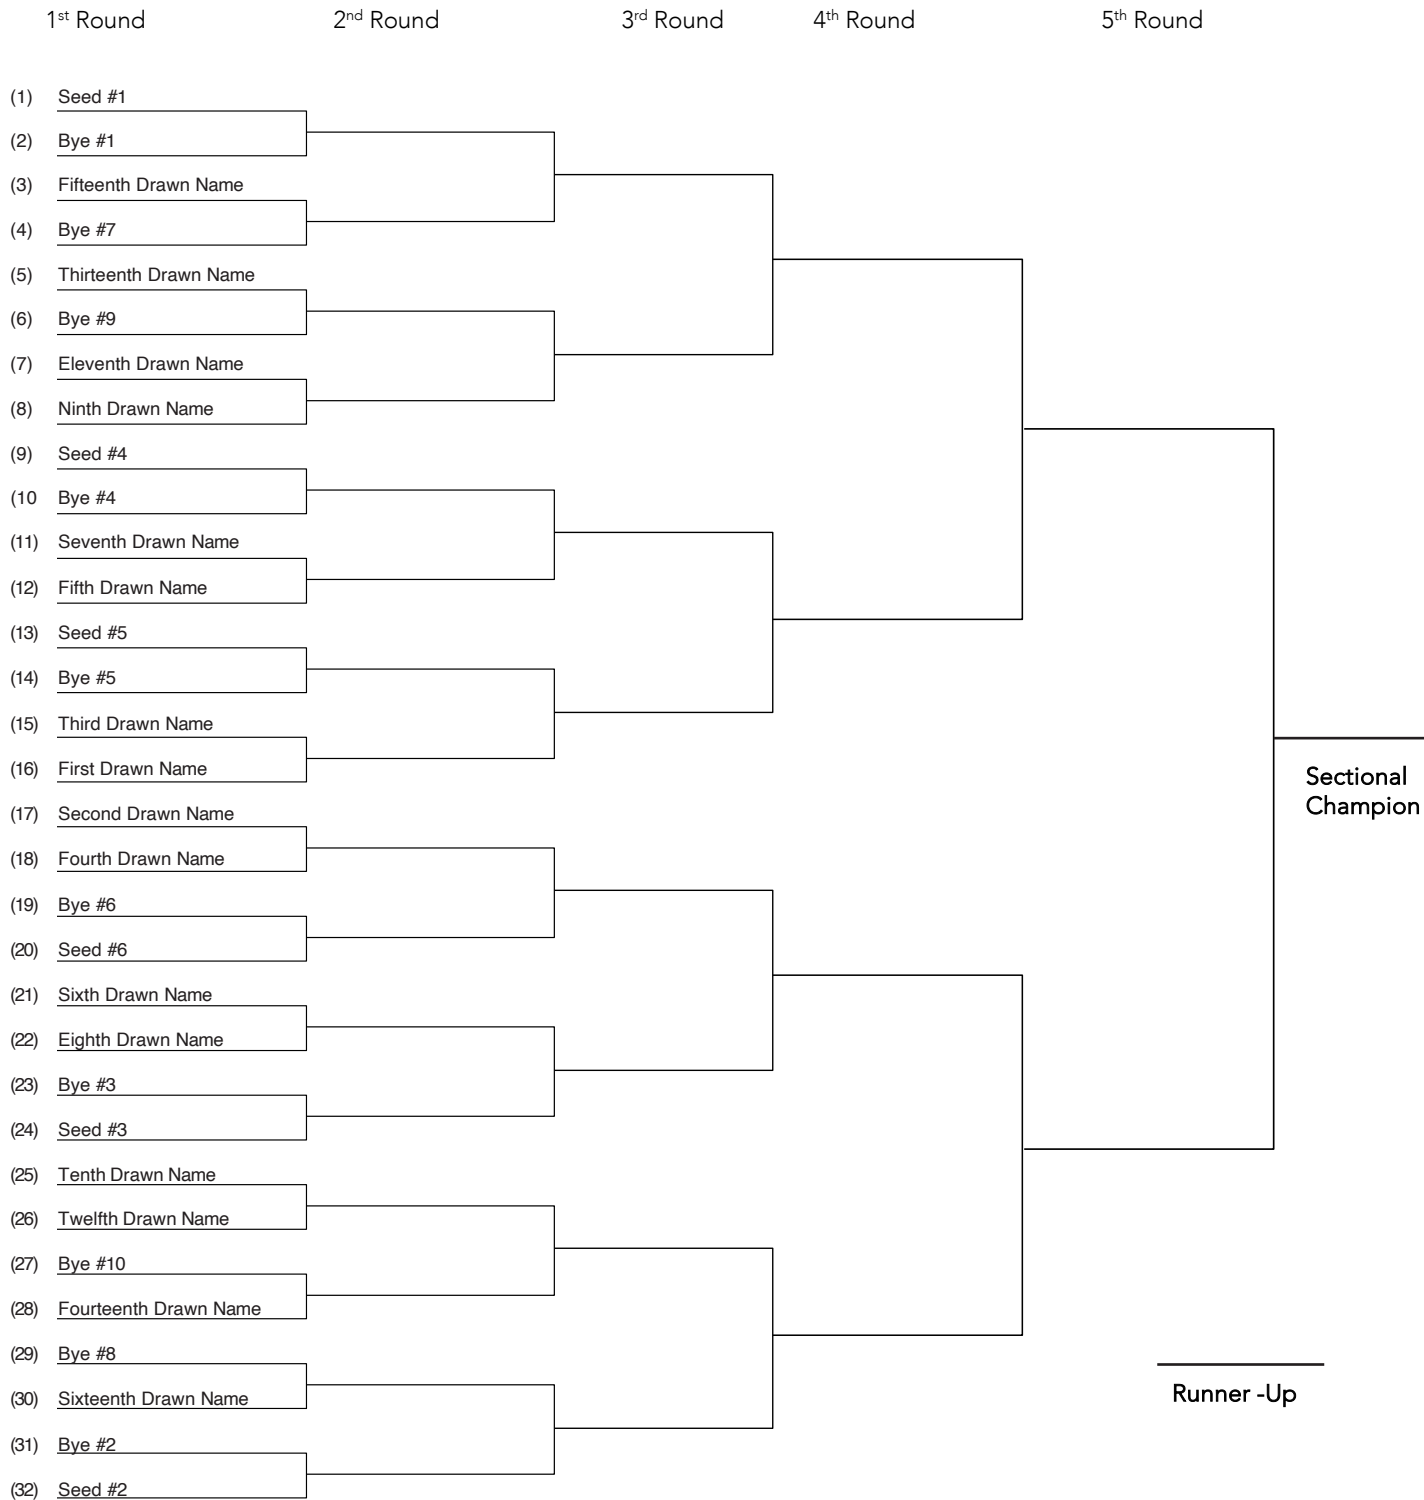 1st Round 2nd Round 3rd Round 4th Round 5th Round
(1) Seed #1
(2) Bye #1
(3) Fifteenth Drawn Name
(4) Bye #7
(5) Thirteenth Drawn Name
(6) Bye #9
(7) Eleventh Drawn Name
(8) Ninth Drawn Name
(9) Seed #4
(10 Bye #4
(11) Seventh Drawn Name
(12) Fifth Drawn Name
(13) Seed #5
(14) Bye #5
(15) Third Drawn Name
(16) First Drawn Name
(17) Second Drawn Name
(18) Fourth Drawn Name
(19) Bye #6
(20) Seed #6
(21) Sixth Drawn Name
(22) Eighth Drawn Name
(23) Bye #3
(24) Seed #3
(25) Tenth Drawn Name
(26) Twelfth Drawn Name
(27) Bye #10
(28) Fourteenth Drawn Name
(29) Bye #8
(30) Sixteenth Drawn Name
(31) Bye #2
(32) Seed #2
Sectional
Champion
Runner -Up